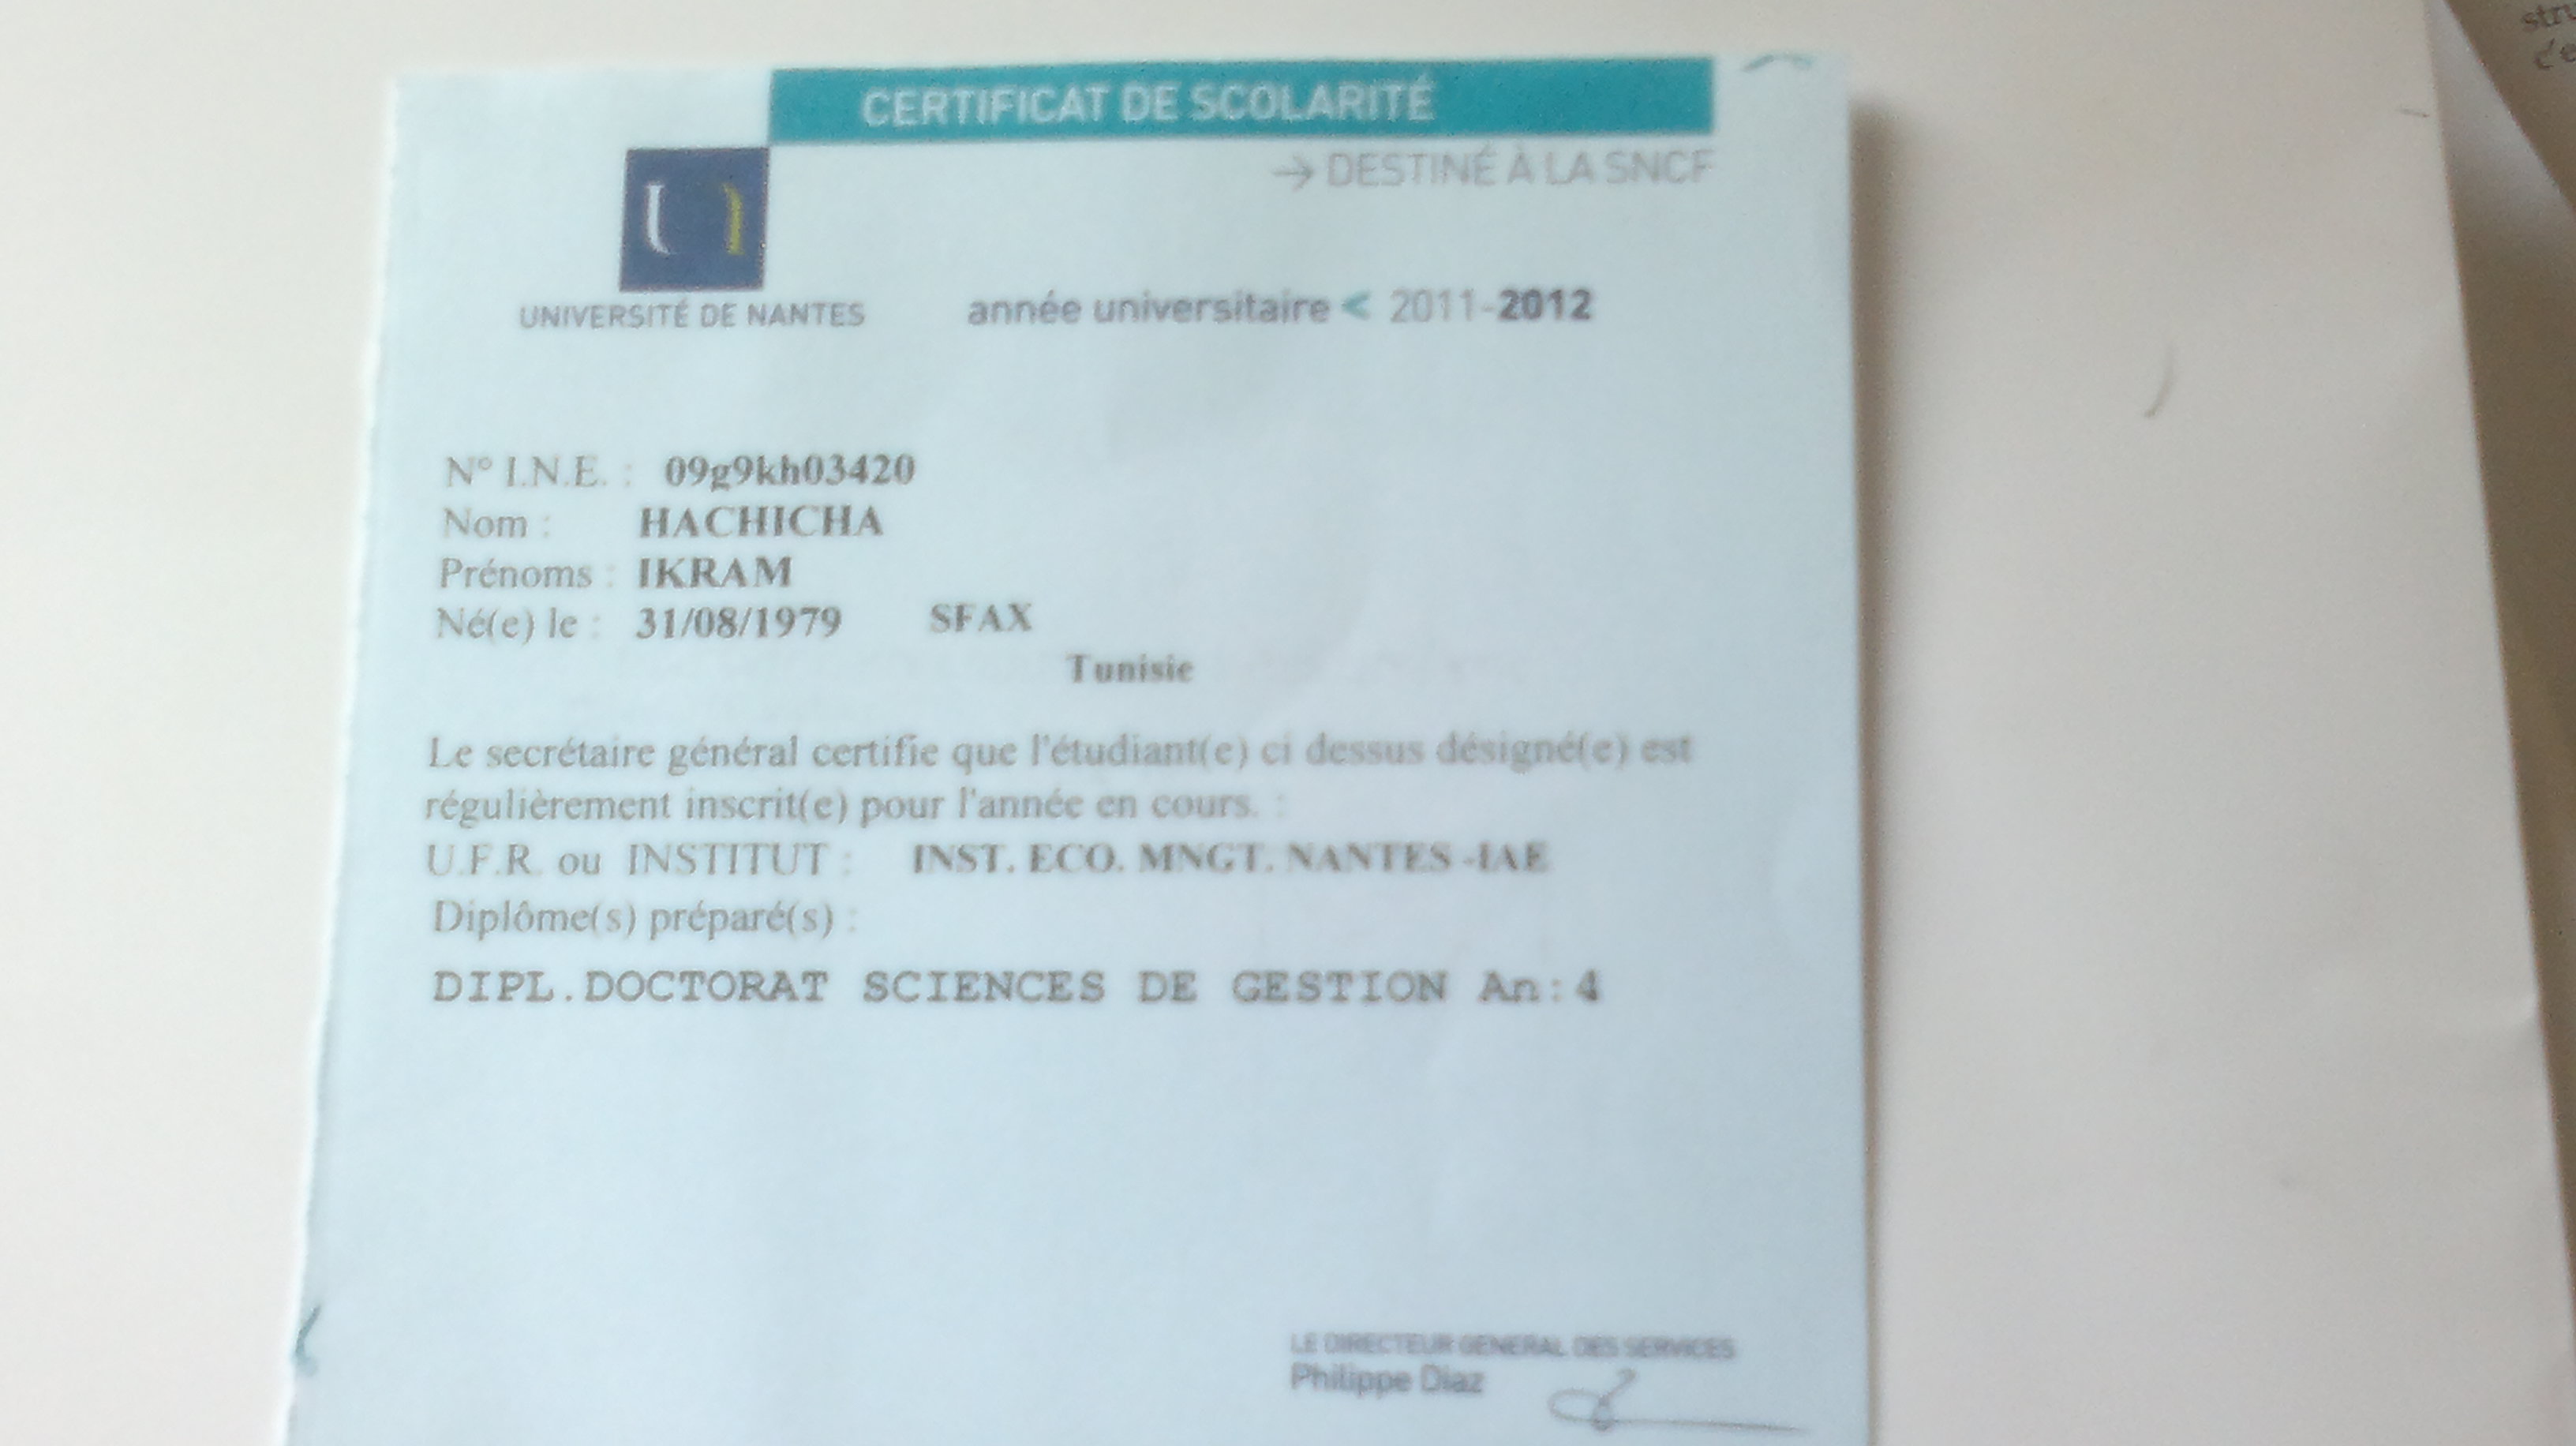 CERTIFICAT DE SCOLARITÉ
→ DESTINÉ À LA SNCF
UNIVERSITÉ DE NANTES
année universitaire < 2011-2012
N° I.N.E. : 09g9kh03420
Nom : HACHICHA
Prénoms : IKRAM
Né(e) le : 31/08/1979 SFAX
Tunisie
Le secrétaire général certifie que l'étudiant(e) ci dessus désigné(e) est
régulièrement inscrit(e) pour l'année en cours. :
U.F.R. ou INSTITUT : INST. ECO. MNGT. NANTES -IAE
Diplôme(s) préparé(s) :
DIPL.DOCTORAT SCIENCES DE GESTION An:4
LE DIRECTEUR GENERAL DES SERVICES
Philippe Diaz